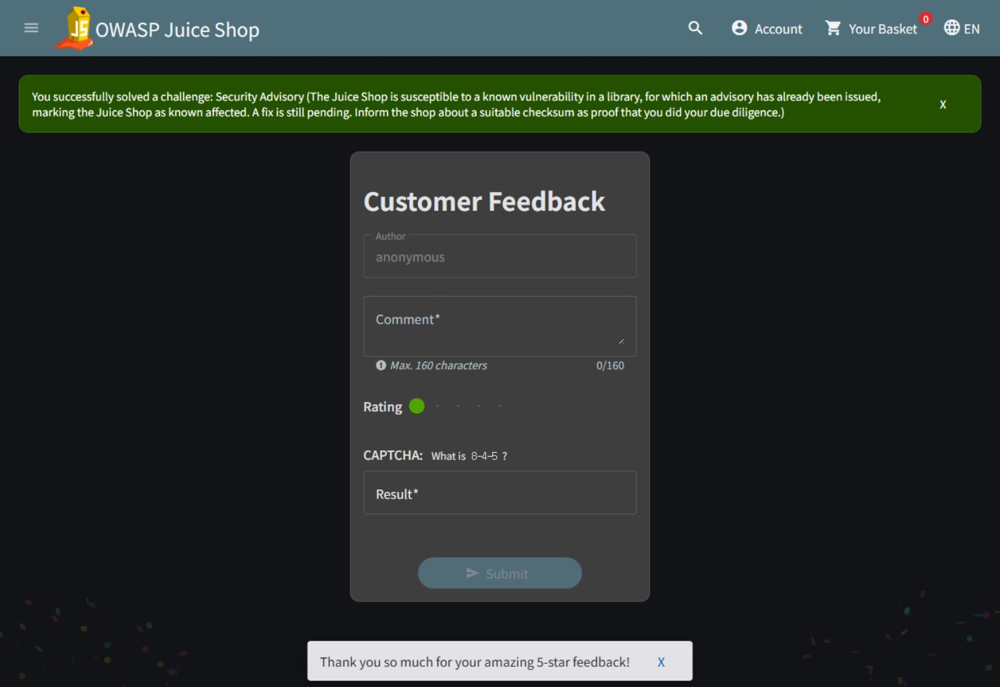 JS OWASP Juice Shop
Account
Your Basket 0
EN
You successfully solved a challenge: Security Advisory (The Juice Shop is susceptible to a known vulnerability in a library, for which an advisory has already been issued,
marking the Juice Shop as known affected. A fix is still pending. Inform the shop about a suitable checksum as proof that you did your due diligence.)
X
Customer Feedback
Author
anonymous
Comment*
Max. 160 characters
0/160
Rating
CAPTCHA: What is 8-4-5 ?
Result*
Submit
Thank you so much for your amazing 5-star feedback!
X